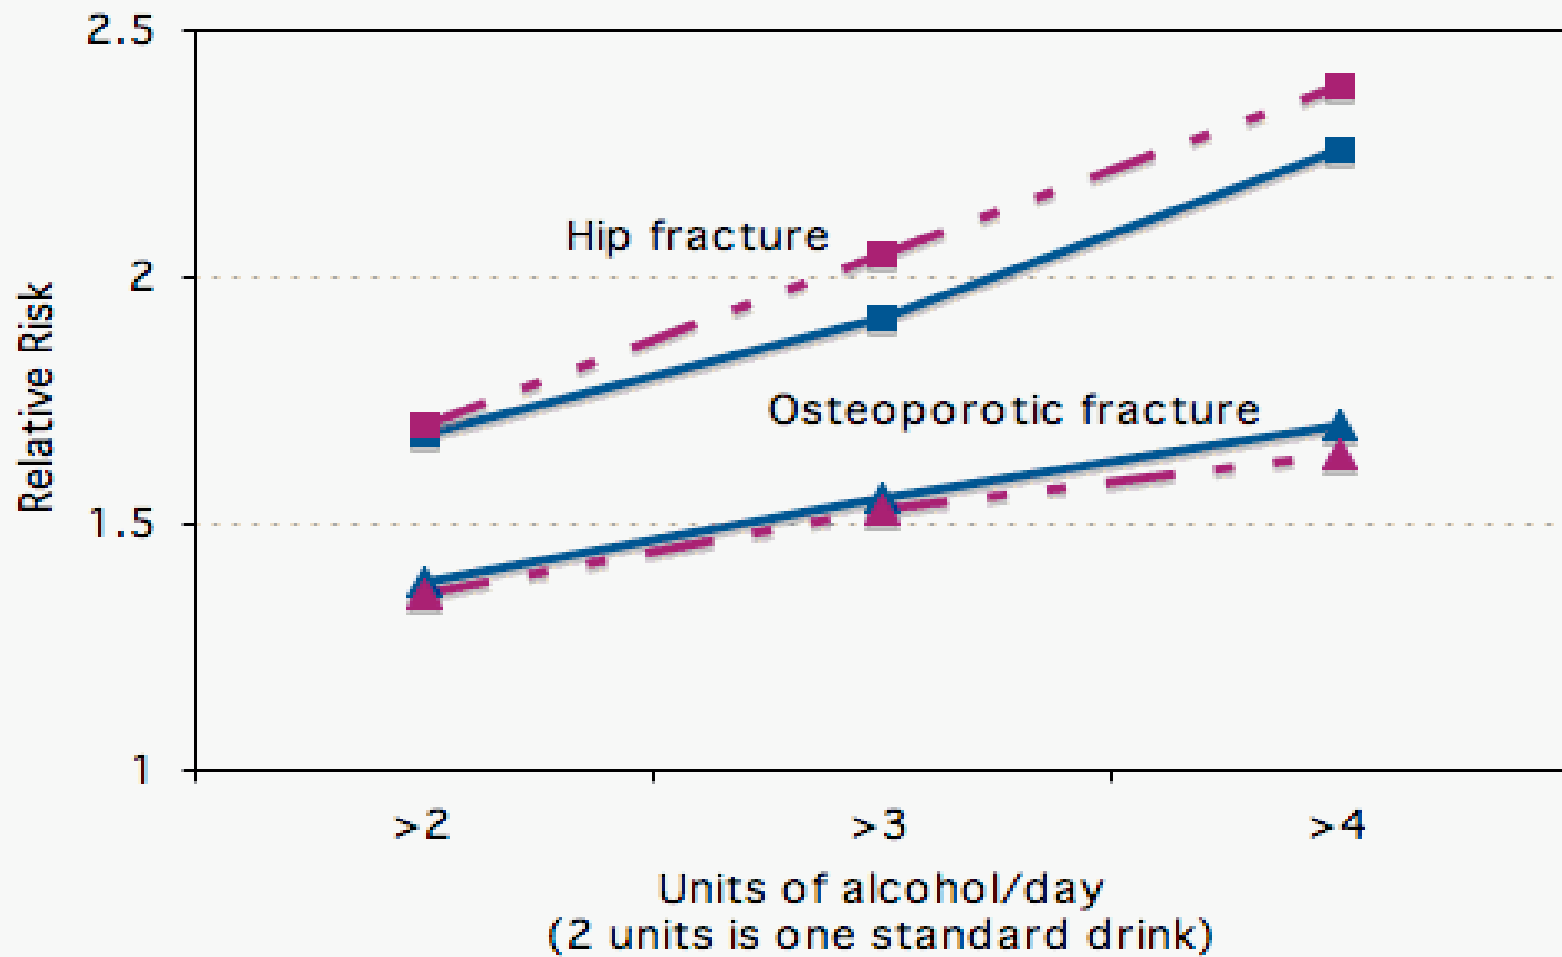 2.5
Hip fracture
2
Relative Risk
Osteoporotic fracture
1.5
1
>2 >3 >4
Units of alcohol/day
(2 units is one standard drink)